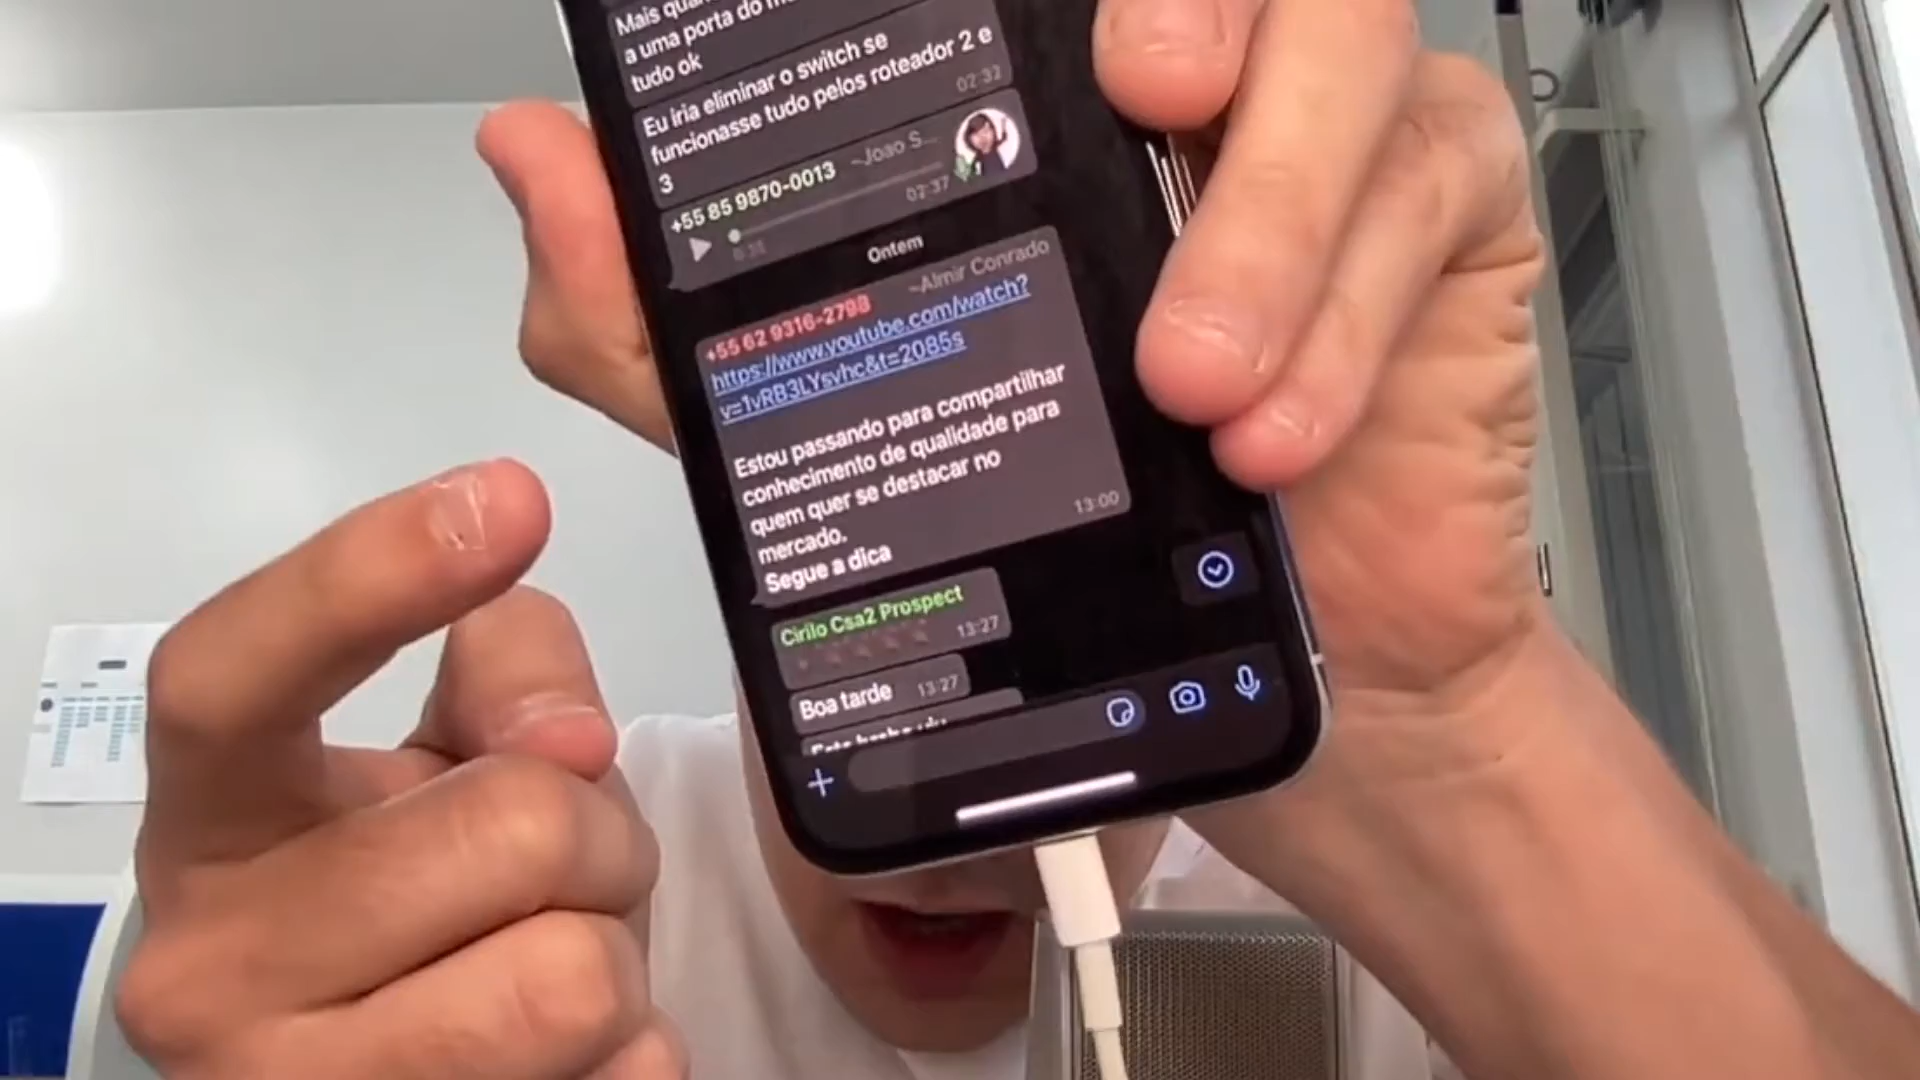 Mais
a uma porta do
tudo ok
Eu iria eliminar o switch se
funcionasse tudo pelos roteador 2 e
3
02:32
+55 85 9870-0013 ~Joao S...
02:37
Ontem
+55 62 9316-2798 ~Almir Conrado
https://www.youtube.com/watch?
v=1vRB3LYsvhc&t=2085s
Estou passando para compartilhar
conhecimento de qualidade para
quem quer se destacar no
mercado.
Segue a dica
13:00
Cirilo Csa2 Prospect
13:27
Boa tarde 13:27